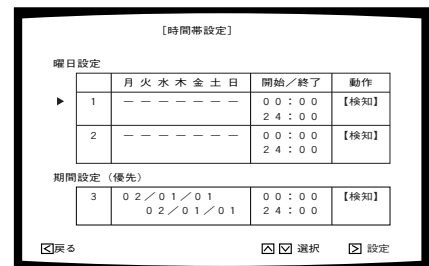 [時間帯設定]
曜日設定
月 火 水 木 金 土 日 開始／終了 動作
▶ 1 － － － － － － － ００：００ 【検知】
２４：００
2 － － － － － － － ００：００ 【検知】
２４：００
期間設定（優先）
3 ０２／０１／０１ ００：００ 【検知】
０２／０１／０１ ２４：００
<戻る ∧ ∨ 選択 > 設定